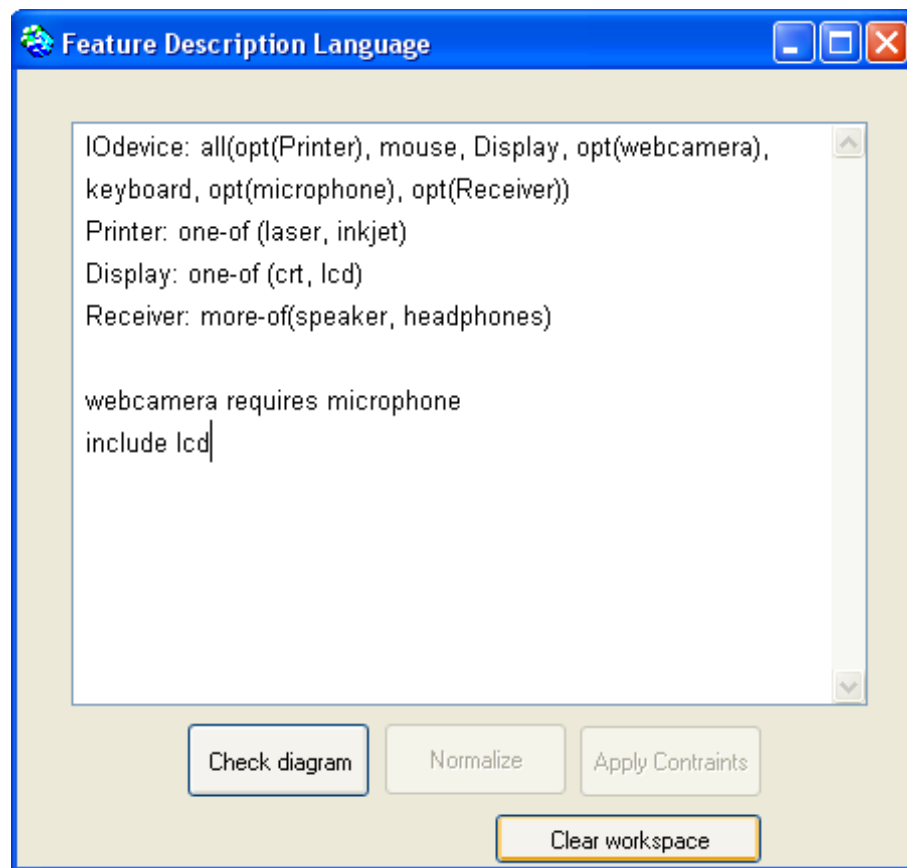 Feature Description Language
IOdevice: all(opt(Printer), mouse, Display, opt(webcamera),
keyboard, opt(microphone), opt(Receiver))
Printer: one-of (laser, inkjet)
Display: one-of (crt, lcd)
Receiver: more-of(speaker, headphones)
webcamera requires microphone
include lcd
Check diagram
Normalize
Apply Contraints
Clear workspace